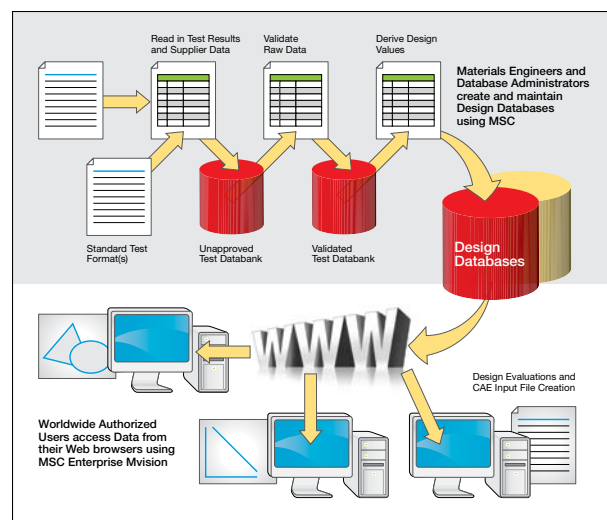 Read in Test Results
and Supplier Data
Validate
Raw Data
Derive Design
Values
Materials Engineers and
Database Administrators
create and maintain
Design Databases
using MSC
Standard Test
Format(s)
Unapproved
Test Databank
Validated
Test Databank
Design
Databases
WWW
Design Evaluations and
CAE Input File Creation
Worldwide Authorized
Users access Data from
their Web browsers using
MSC Enterprise Mvision